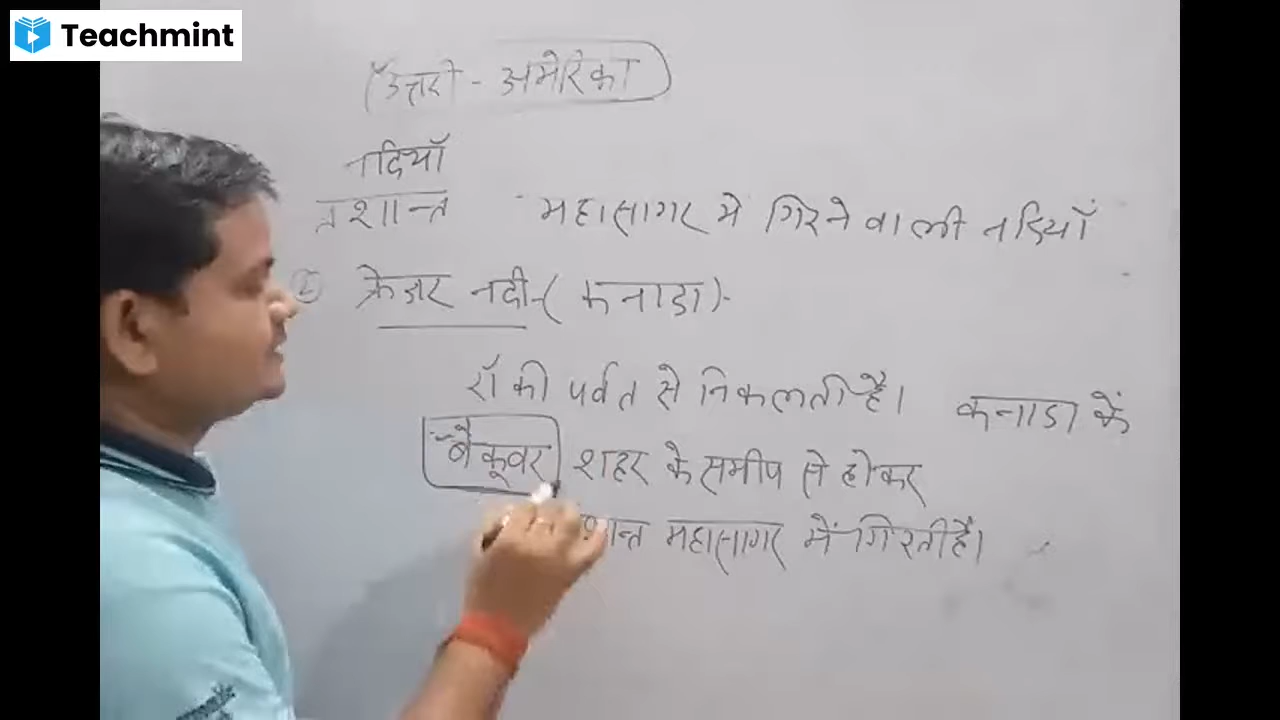 Teachmint
उत्तरी - अमेरिका
नदियाँ
प्रशान्त महासागर मे गिरने वाली नदियाँ
फ्रेजर नदी-( कनाडा)-
रॉकी पर्वत से निकलती है। कनाडा के
बैंकूवर शहर के समीप से होकर
महासागर में गिरती है।